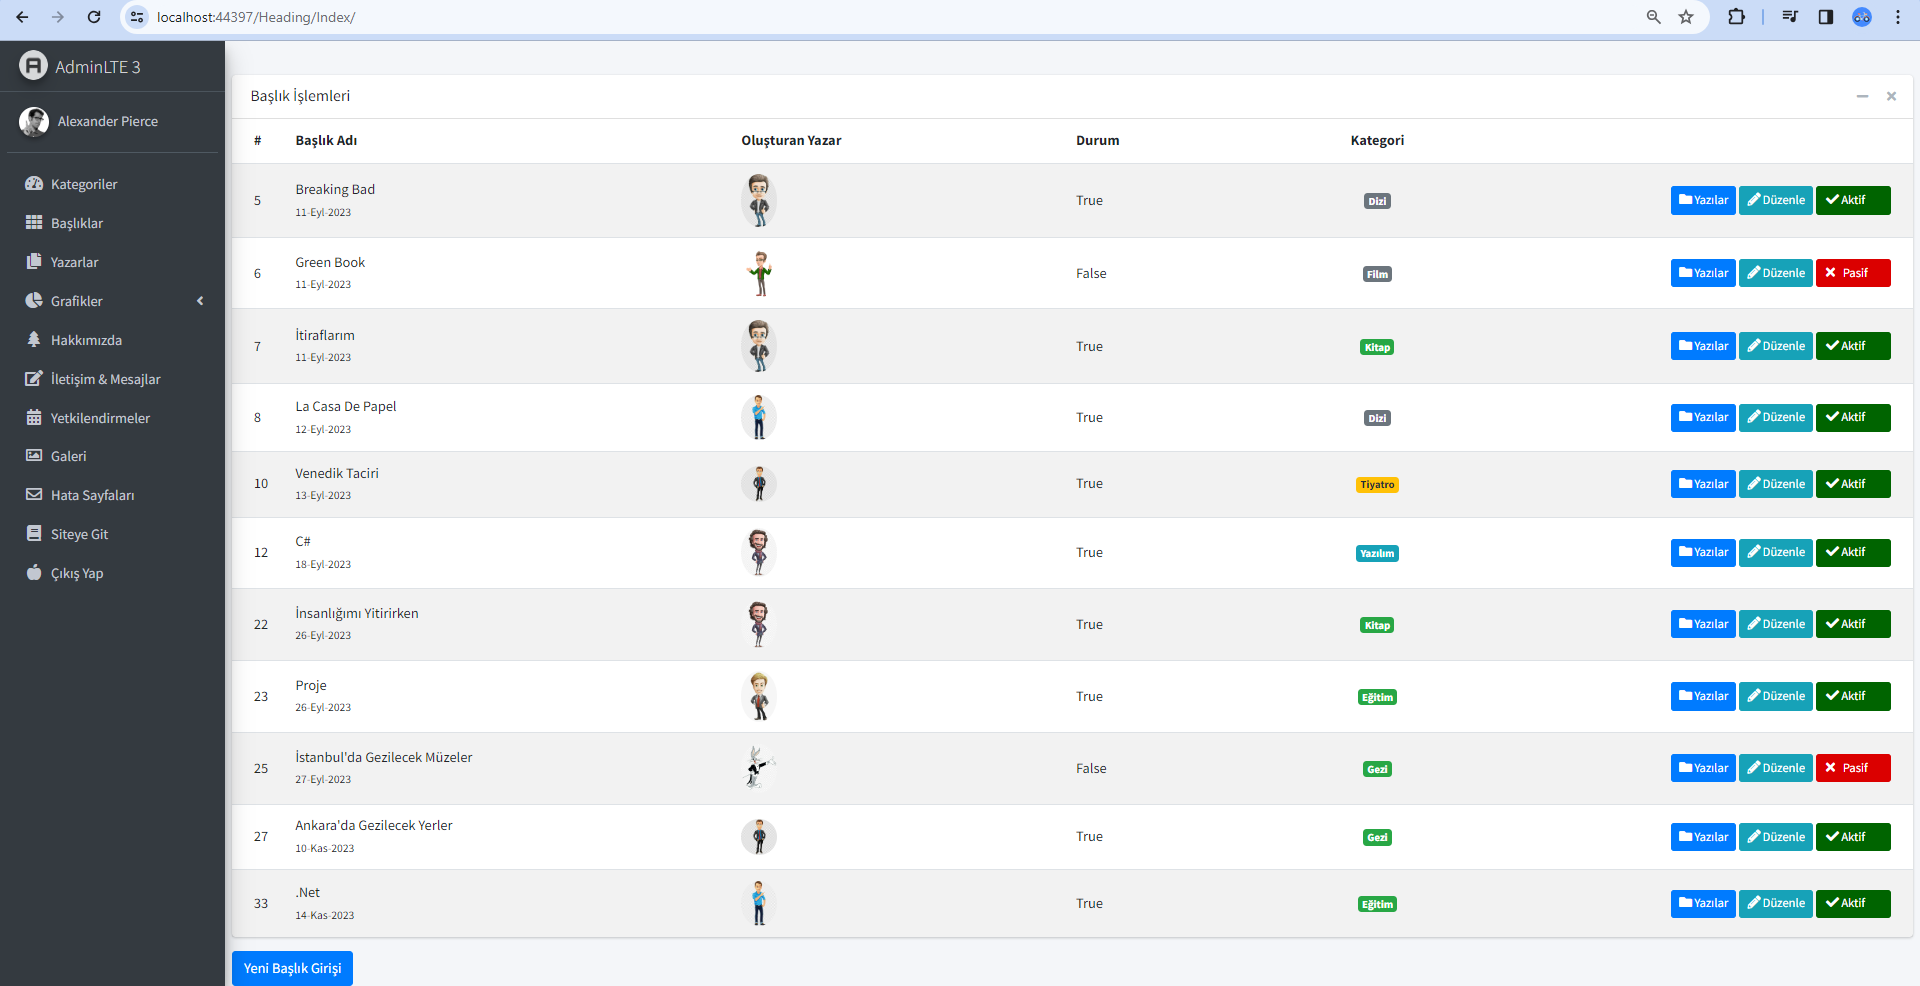 localhost:44397/Heading/Index/
AdminLTE 3
Alexander Pierce
Kategoriler
Başlıklar
Yazarlar
Grafikler
Hakkımızda
İletişim & Mesajlar
Yetkilendirmeler
Galeri
Hata Sayfaları
Siteye Git
Çıkış Yap
Başlık İşlemleri
# Başlık Adı Oluşturan Yazar Durum Kategori
5 Breaking Bad True Dizi Yazılar Düzenle Aktif
11-Eyl-2023
6 Green Book False Film Yazılar Düzenle Pasif
11-Eyl-2023
7 İtiraflarım True Kitap Yazılar Düzenle Aktif
11-Eyl-2023
8 La Casa De Papel True Dizi Yazılar Düzenle Aktif
12-Eyl-2023
10 Venedik Taciri True Tiyatro Yazılar Düzenle Aktif
13-Eyl-2023
12 C# True Yazılım Yazılar Düzenle Aktif
18-Eyl-2023
22 İnsanlığımı Yitirirken True Kitap Yazılar Düzenle Aktif
26-Eyl-2023
23 Proje True Eğitim Yazılar Düzenle Aktif
26-Eyl-2023
25 İstanbul'da Gezilecek Müzeler False Gezi Yazılar Düzenle Pasif
27-Eyl-2023
27 Ankara'da Gezilecek Yerler True Gezi Yazılar Düzenle Aktif
10-Kas-2023
33 .Net True Eğitim Yazılar Düzenle Aktif
14-Kas-2023
Yeni Başlık Girişi